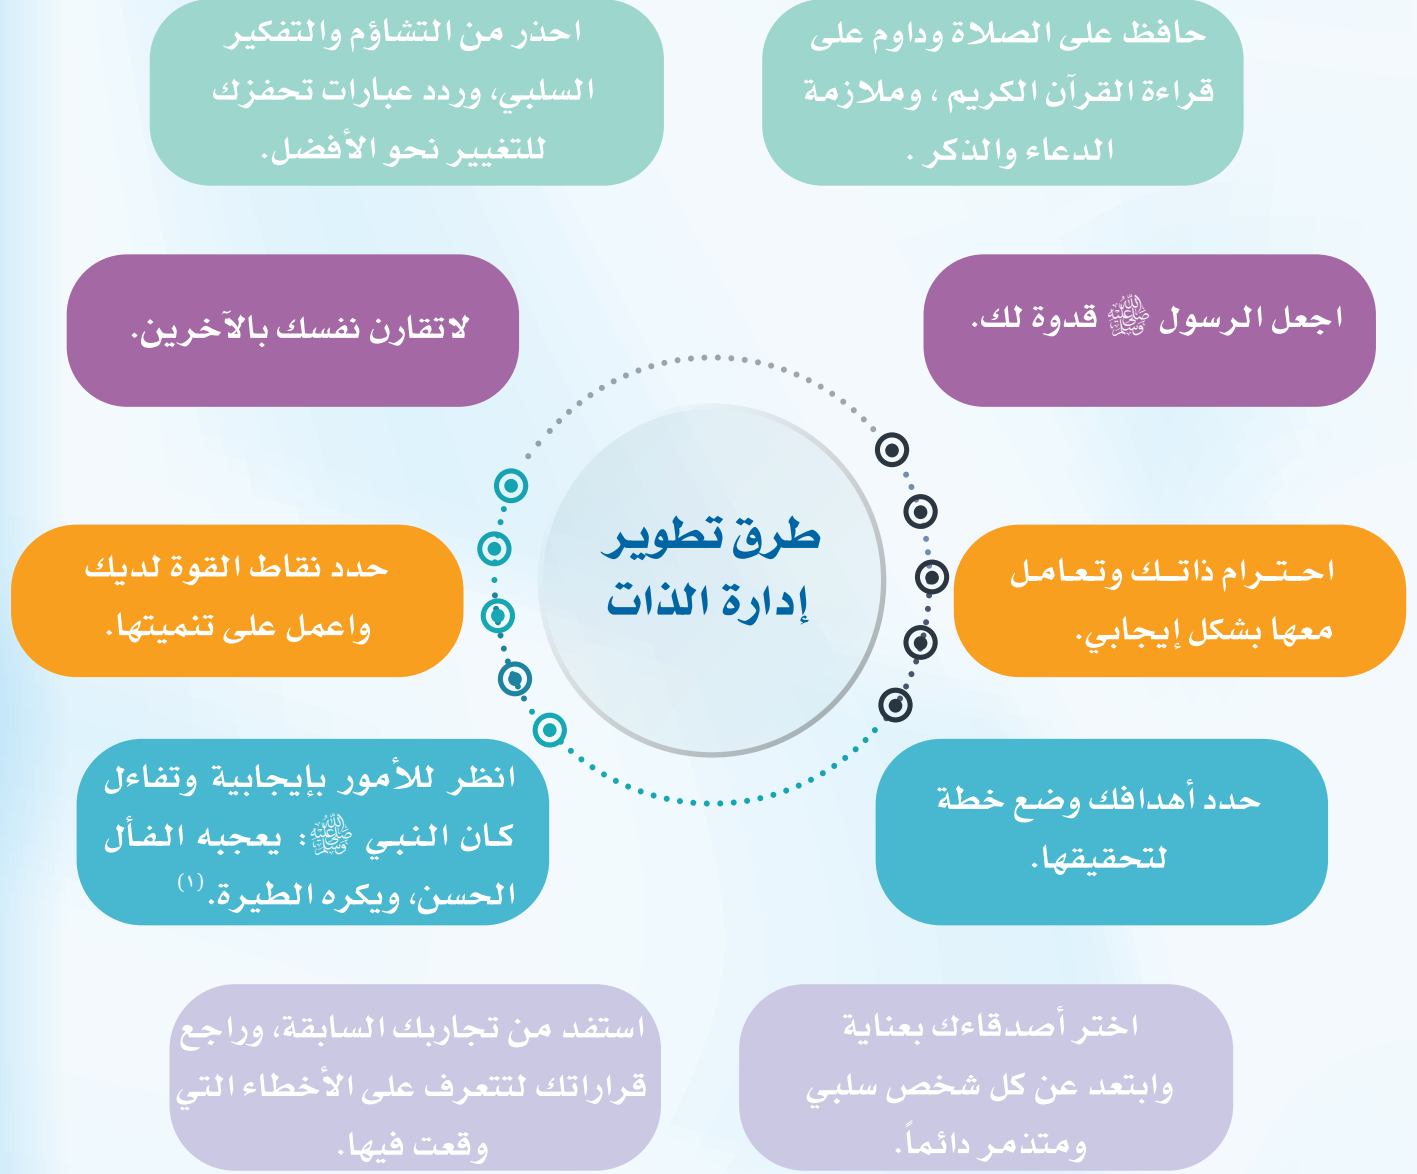 حافظ على الصلاة وداوم على
قراءة القرآن الكريم ، وملازمة
الدعاء والذكر .
احذر من التشاؤم والتفكير
السلبي، وردد عبارات تحفزك
للتغيير نحو الأفضل.
اجعل الرسول ﷺ قدوة لك.
لاتقارن نفسك بالآخرين.
طرق تطوير
إدارة الذات
احـتـرام ذاتـك وتـعـامـل
معها بشكل إيجابي.
حدد نقاط القوة لديك
واعمل على تنميتها.
حدد أهدافك وضع خطة
لتحقيقها.
انظر للأمور بإيجابية وتفاءل
كـان الـنـبـي ﷺ: يعجبه الـفـأل
الحسن، ويكره الطيرة.(١)
اختر أصدقاءك بعناية
وابتعد عن كل شخص سلبي
ومتذمر دائماً.
استفد من تجاربك السابقة، وراجع
قراراتك لتتعرف على الأخطاء التي
وقعت فيها.